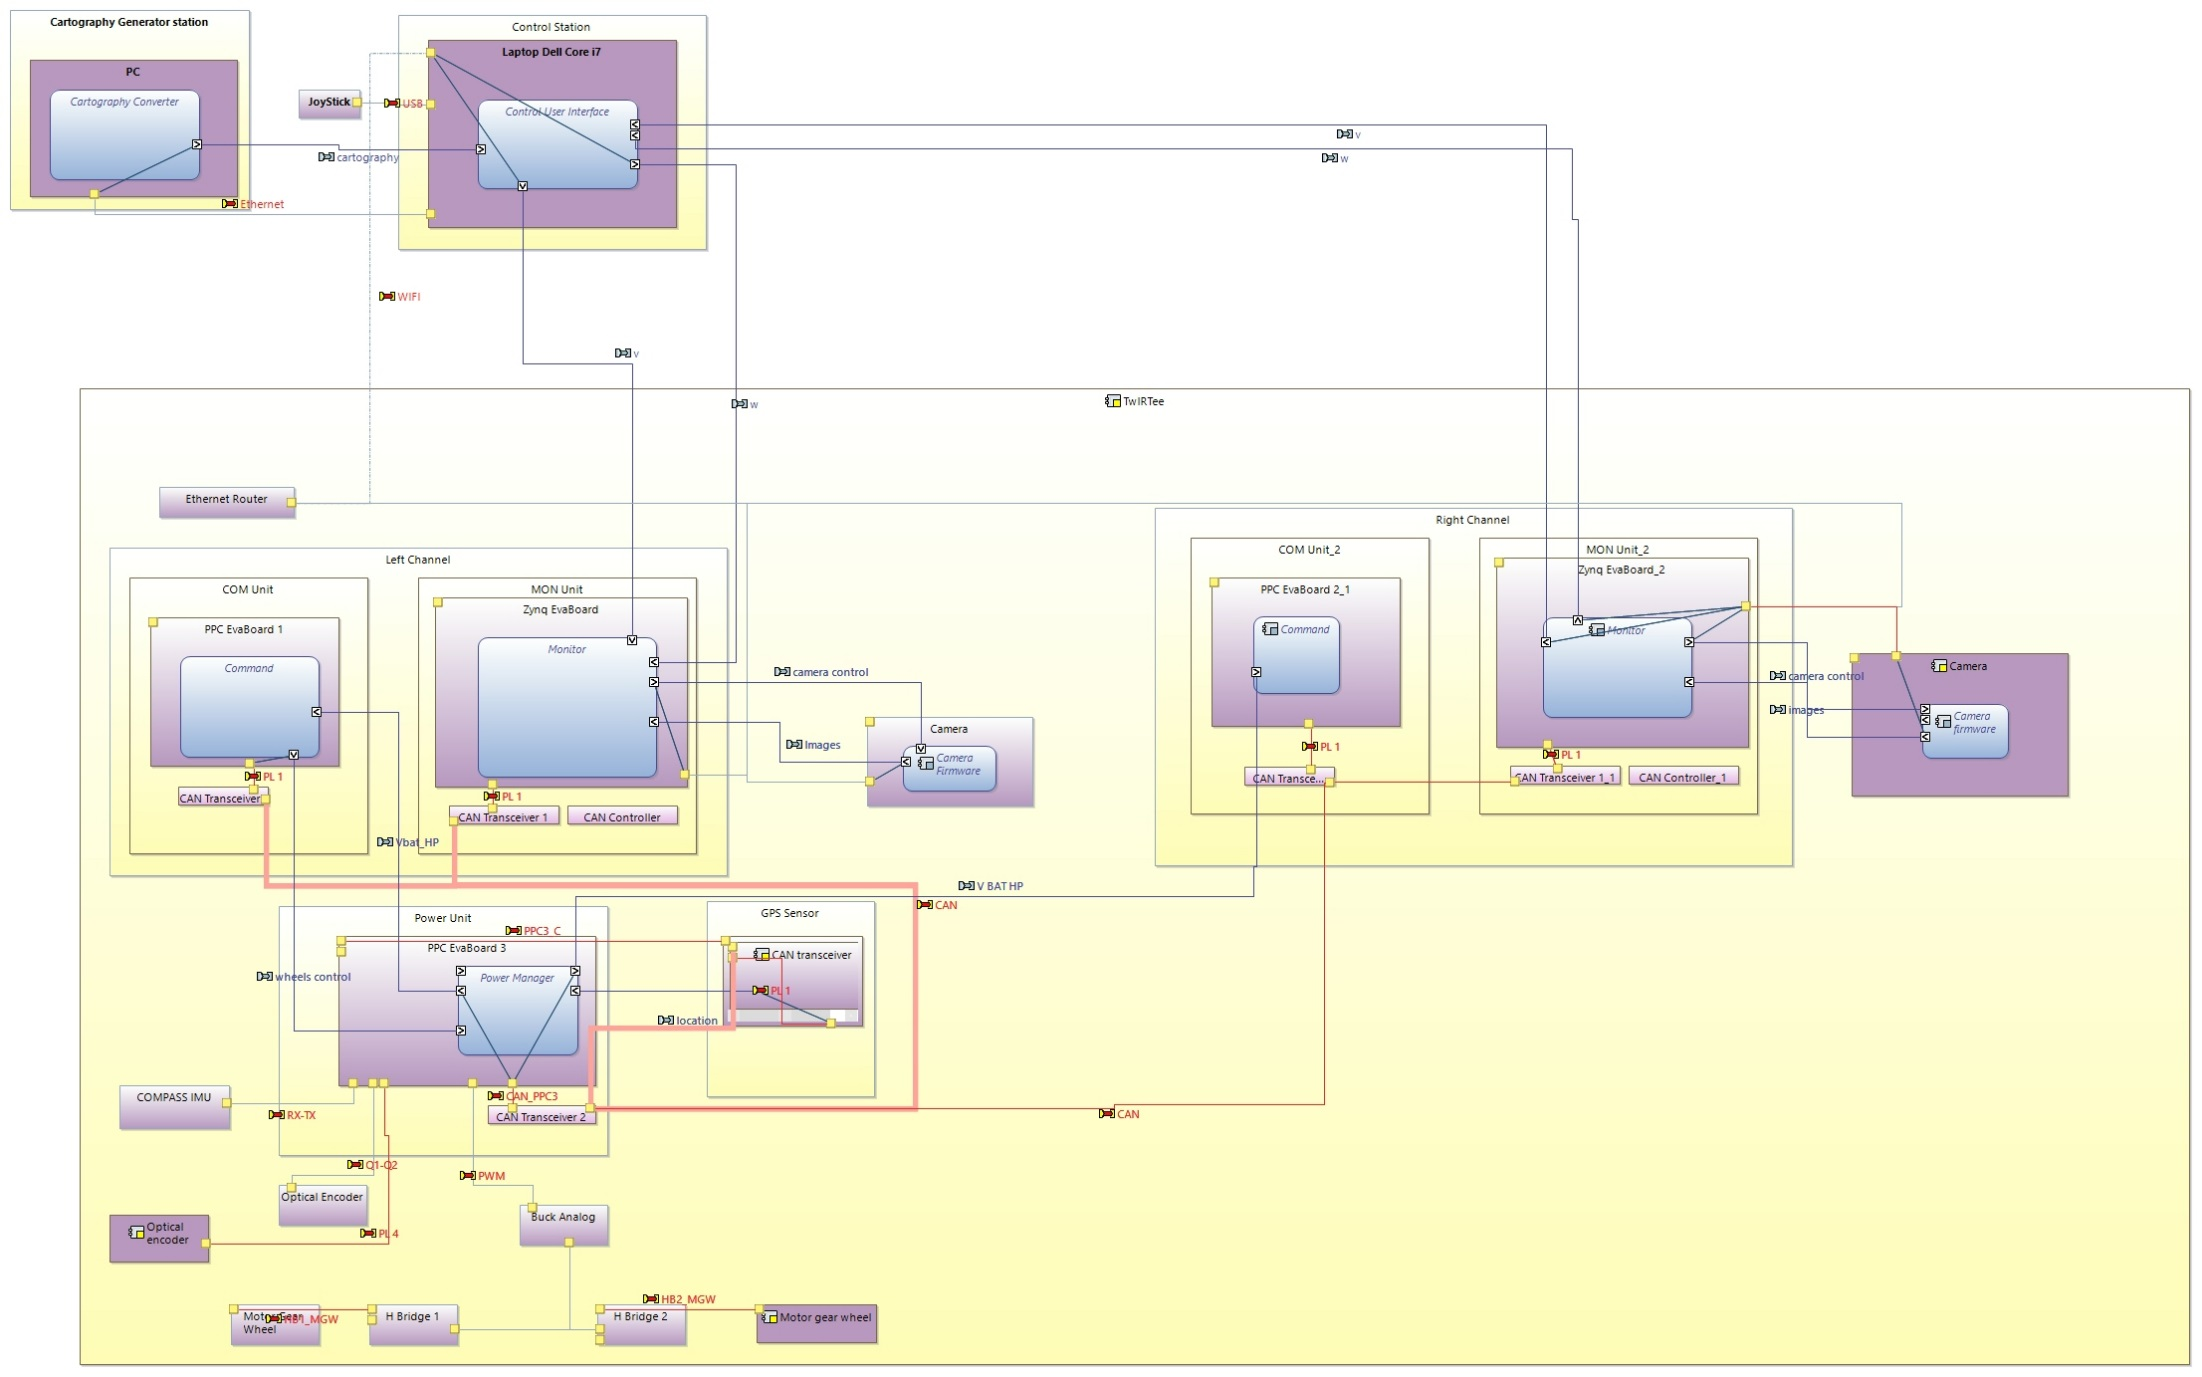 Cartography Generator station
PC
Cartography Converter
Ethernet
cartography
JoyStick
USB
Control Station
Laptop Dell Core i7
Control User Interface
v
w
WIFI
v
w
TwIRTee
Ethernet Router
Left Channel
COM Unit
PPC EvaBoard 1
Command
PL 1
CAN Transceiver
MON Unit
Zynq EvaBoard
Monitor
PL 1
CAN Transceiver 1
CAN Controller
Vbat_HP
camera control
Images
Camera
Camera
Firmware
Right Channel
COM Unit_2
PPC EvaBoard 2_1
Command
PL 1
CAN Transce...
MON Unit_2
Zynq EvaBoard_2
Monitor
PL 1
CAN Transceiver 1_1
CAN Controller_1
camera control
images
Camera
Camera
firmware
V BAT HP
CAN
Power Unit
PPC3_C
PPC EvaBoard 3
Power Manager
wheels control
GPS Sensor
CAN transceiver
PL 1
location
CAN_PPC3
CAN Transceiver 2
CAN
COMPASS IMU
RX-TX
Q1-Q2
PWM
Optical Encoder
Buck Analog
Optical
encoder
PL 4
Motor Gear
Wheel
HB1_MGW
H Bridge 1
H Bridge 2
HB2_MGW
Motor gear wheel